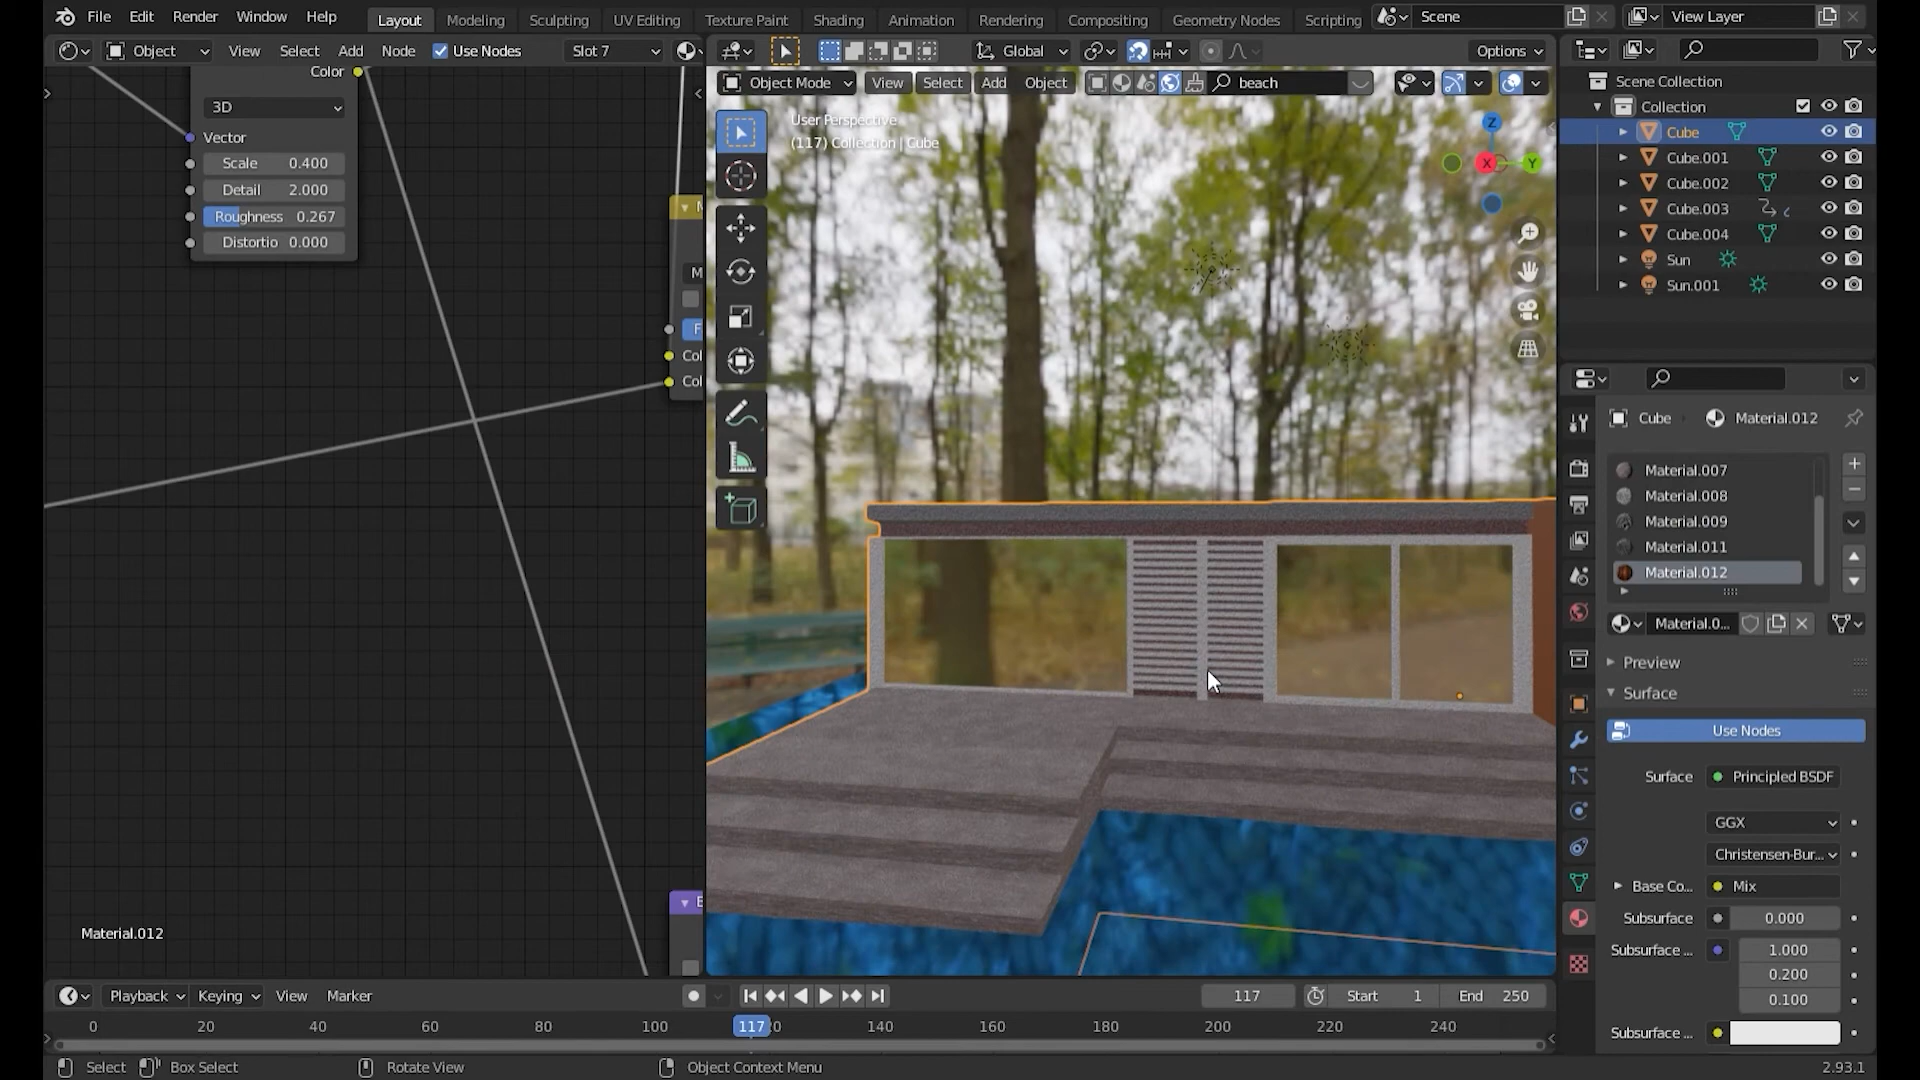 File Edit Render Window Help Layout Modeling Sculpting UV Editing Texture Paint Shading Animation Rendering Compositing Geometry Nodes Scripting Scene View Layer
Object View Select Add Node Use Nodes Slot 7 Global Options
Object Mode View Select Add Object beach
Color
3D
Vector
Scale 0.400
Detail 2.000
Roughness 0.267
Distortio 0.000
M
F
Col
Col
E
Material.012
User Perspective
(117) Collection | Cube
Z
X
Y
Scene Collection
Collection
Cube
Cube.001
Cube.002
Cube.003
Cube.004
Sun
Sun.001
Cube Material.012
Material.007
Material.008
Material.009
Material.011
Material.012
Material.0...
Preview
Surface
Use Nodes
Surface Principled BSDF
GGX
Christensen-Bur...
Base Co... Mix
Subsurface 0.000
Subsurface ... 1.000
0.200
0.100
Subsurface ...
Playback Keying View Marker 117 Start 1 End 250
0 20 40 60 80 100 117 140 160 180 200 220 240
Select Box Select Rotate View Object Context Menu 2.93.1